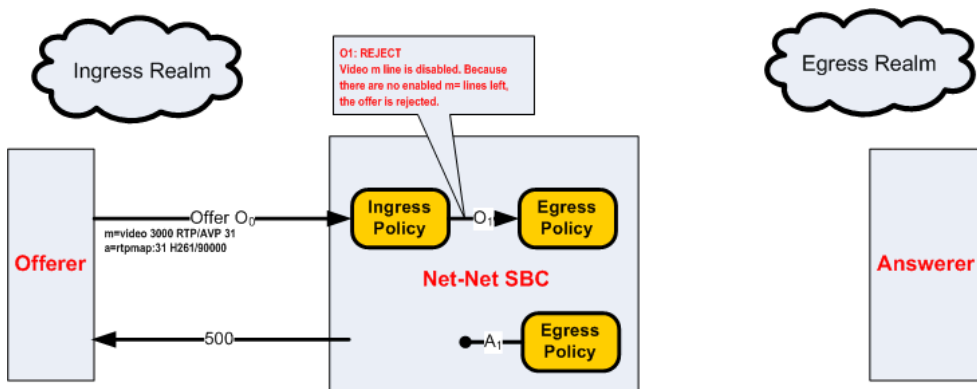 Ingress Realm
O1: REJECT
Video m line is disabled. Because
there are no enabled m= lines left,
the offer is rejected.
Egress Realm
Offerer
Offer O0
m=video 3000 RTP/AVP 31
a=rtpmap:31 H261/90000
Ingress
Policy
O1
Egress
Policy
Net-Net SBC
Answerer
500
A1
Egress
Policy